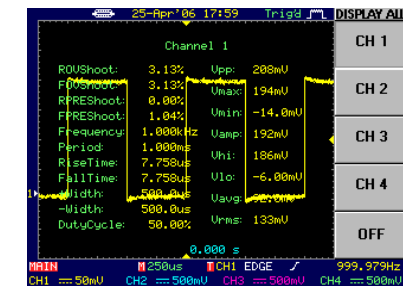 25-Apr'06 17:59 Trig'd DISPLAY ALL
Channel 1
CH 1
ROVShoot: 3.13% Vpp: 208mV
FOVShoot: 3.13% Vmax: 194mV
CH 2
RPREShoot: 0.00%
FPREShoot: 1.04% Vmin: -14.0mV
Frequency: 1.000kHz Vamp: 192mV
CH 3
Period: 1.000ms Vhi: 186mV
RiseTime: 7.758us
FallTime: 7.758us Vlo: -6.00mV
CH 4
+Width: 500.0us Vavg:
-Width: 500.0us
DutyCycle: 50.00% Vrms: 133mV
OFF
0.000 s
MAIN M 250us T CH1 EDGE 999.979Hz
CH1 50mV CH2 500mV CH3 500mV CH4 500mV